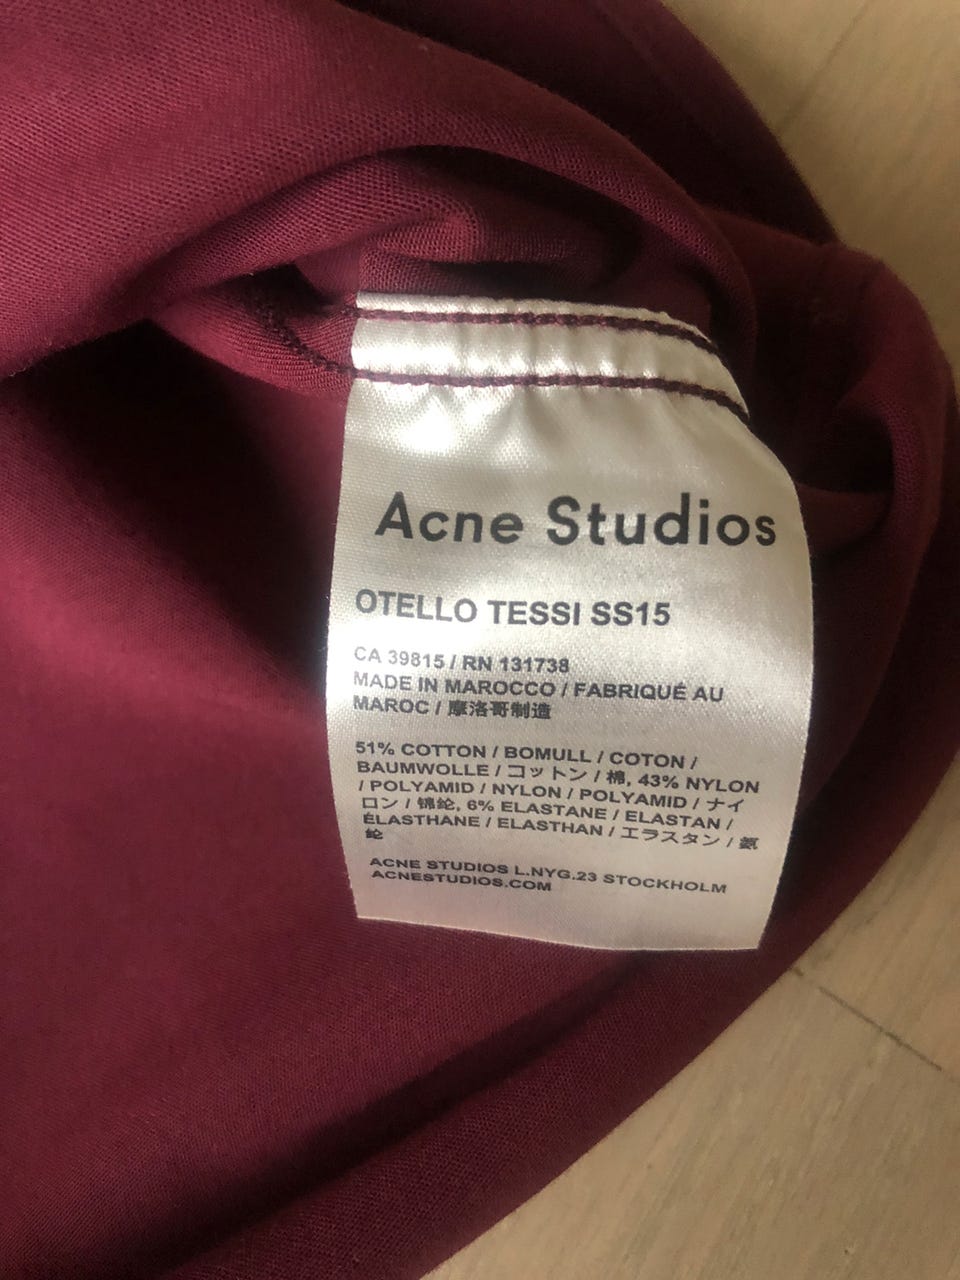 Acne Studios
OTELLO TESSI SS15
CA 39815 / RN 131738
MADE IN MAROCCO / FABRIQUÉ AU
MAROC / 摩洛哥制造
51% COTTON / BOMULL / COTON /
BAUMWOLLE / コットン / 棉, 43% NYLON
/ POLYAMID / NYLON / POLYAMID / ナイ
ロン / 锦纶, 6% ELASTANE / ELASTAN /
ÉLASTHANE / ELASTHAN / エラスタン / 氨
纶
ACNE STUDIOS L.NYG.23 STOCKHOLM
ACNESTUDIOS.COM